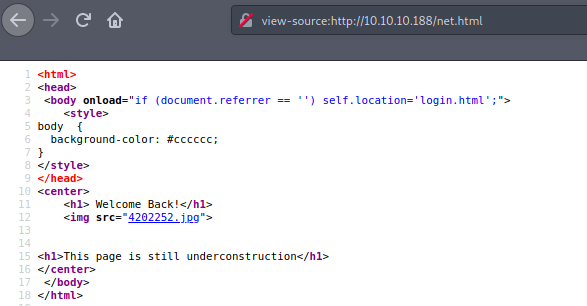 view-source:http://10.10.10.188/net.html
1 <html>
2 <head>
3  <body onload="if (document.referrer == '') self.location='login.html';">
4     <style>
5 body  {
6   background-color: #cccccc;
7 }
8 </style>
9 </head>
10 <center>
11     <h1> Welcome Back!</h1>
12     <img src="4202252.jpg">
13
14
15 <h1>This page is still underconstruction</h1>
16 </center>
17  </body>
18 </html>